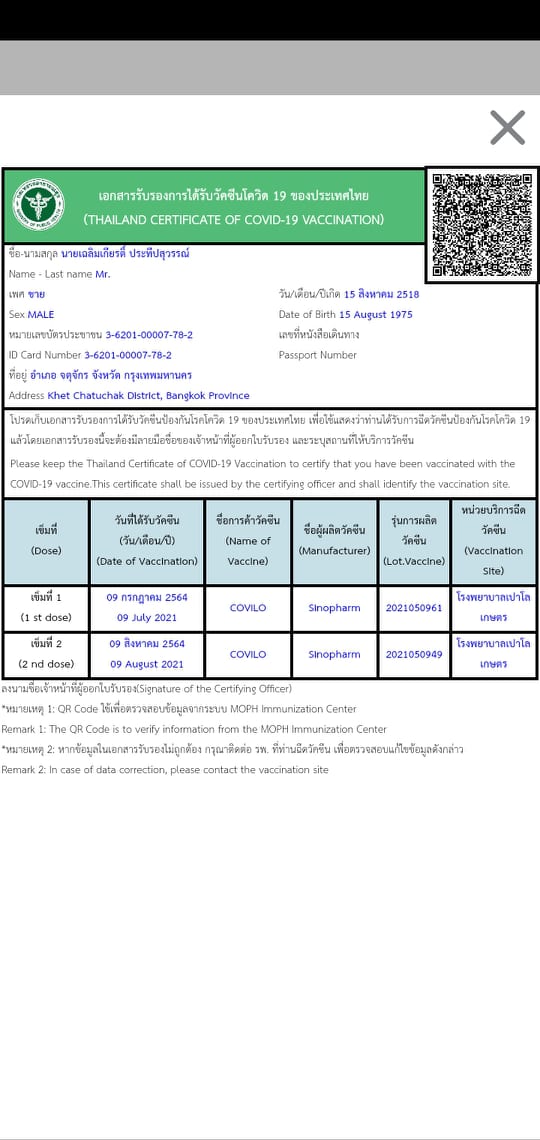 เอกสารรับรองการได้รับวัคซีนโควิด 19 ของประเทศไทย
(THAILAND CERTIFICATE OF COVID-19 VACCINATION)
ชื่อ-นามสกุล นายเฉลิมเกียรติ์ ประทีปสุวรรณ์
Name - Last name Mr.
เพศ ชาย วัน/เดือน/ปีเกิด 15 สิงหาคม 2518
Sex MALE Date of Birth 15 August 1975
หมายเลขบัตรประชาชน 3-6201-00007-78-2 เลขที่หนังสือเดินทาง
ID Card Number 3-6201-00007-78-2 Passport Number
ที่อยู่ อำเภอ จตุจักร จังหวัด กรุงเทพมหานคร
Address Khet Chatuchak District, Bangkok Province
โปรดเก็บเอกสารรับรองการได้รับวัคซีนป้องกันโรคโควิด 19 ของประเทศไทย เพื่อใช้แสดงว่าท่านได้รับการฉีดวัคซีนป้องกันโรคโควิด 19
แล้วโดยเอกสารรับรองนี้จะต้องมีลายมือชื่อของเจ้าหน้าที่ผู้ออกใบรับรอง และระบุสถานที่ให้บริการวัคซีน
Please keep the Thailand Certificate of COVID-19 Vaccination to certify that you have been vaccinated with the
COVID-19 vaccine.This certificate shall be issued by the certifying officer and shall identify the vaccination site.
เข็มที่
(Dose)
วันที่ได้รับวัคซีน
(วัน/เดือน/ปี)
(Date of Vaccination)
ชื่อการค้าวัคซีน
(Name of
Vaccine)
ชื่อผู้ผลิตวัคซีน
(Manufacturer)
รุ่นการผลิต
วัคซีน
(Lot.Vaccine)
หน่วยบริการฉีด
วัคซีน
(Vaccination
Site)
เข็มที่ 1
(1 st dose)
09 กรกฎาคม 2564
09 July 2021
COVILO
Sinopharm
2021050961
โรงพยาบาลเปาโล
เกษตร
เข็มที่ 2
(2 nd dose)
09 สิงหาคม 2564
09 August 2021
COVILO
Sinopharm
2021050949
โรงพยาบาลเปาโล
เกษตร
ลงนามชื่อเจ้าหน้าที่ผู้ออกใบรับรอง(Signature of the Certifying Officer)
*หมายเหตุ 1: QR Code ใช้เพื่อตรวจสอบข้อมูลจากระบบ MOPH Immunization Center
Remark 1: The QR Code is to verify information from the MOPH Immunization Center
*หมายเหตุ 2: หากข้อมูลในเอกสารรับรองไม่ถูกต้อง กรุณาติดต่อ รพ. ที่ท่านฉีดวัคซีน เพื่อตรวจสอบแก้ไขข้อมูลดังกล่าว
Remark 2: In case of data correction, please contact the vaccination site